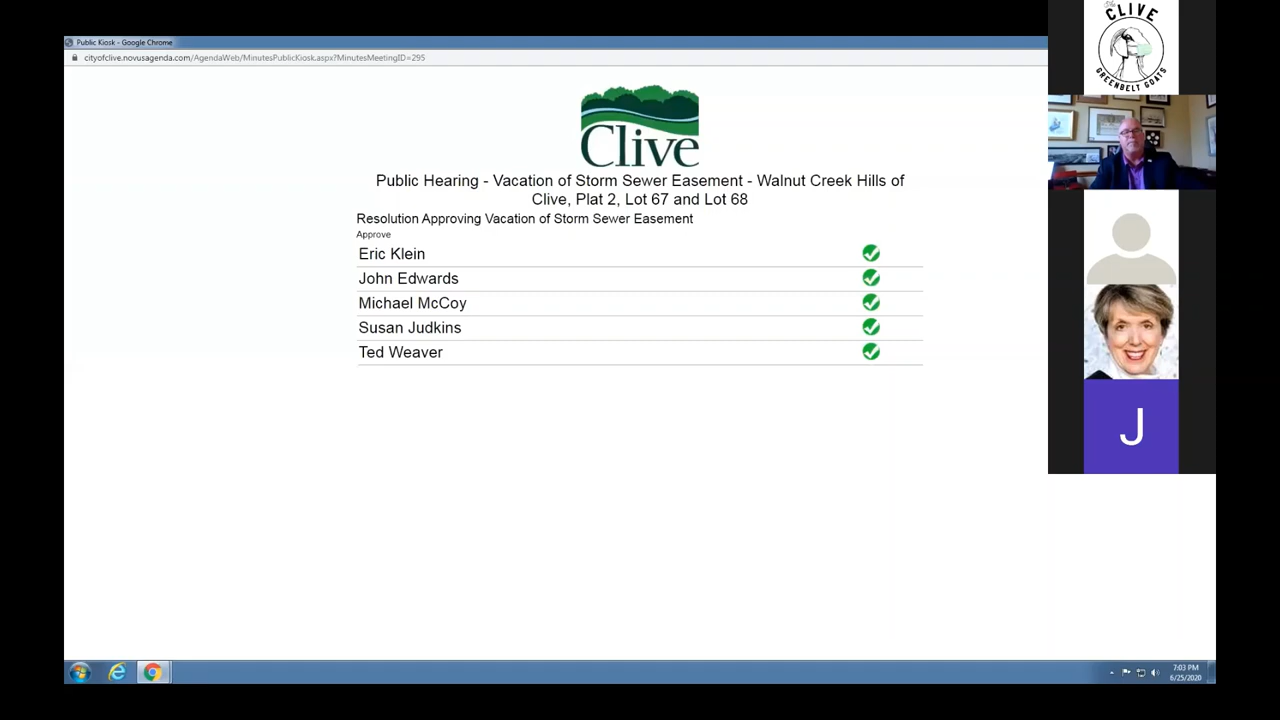 Public Kiosk - Google Chrome
cityofclive.novusagenda.com/AgendaWeb/MinutesPublicKiosk.aspx?MinutesMeetingID=295
Clive
Public Hearing - Vacation of Storm Sewer Easement - Walnut Creek Hills of
Clive, Plat 2, Lot 67 and Lot 68
Resolution Approving Vacation of Storm Sewer Easement
Approve
Eric Klein
John Edwards
Michael McCoy
Susan Judkins
Ted Weaver
The
CLIVE
GREENBELT GOATS
J
7:03 PM
6/25/2020